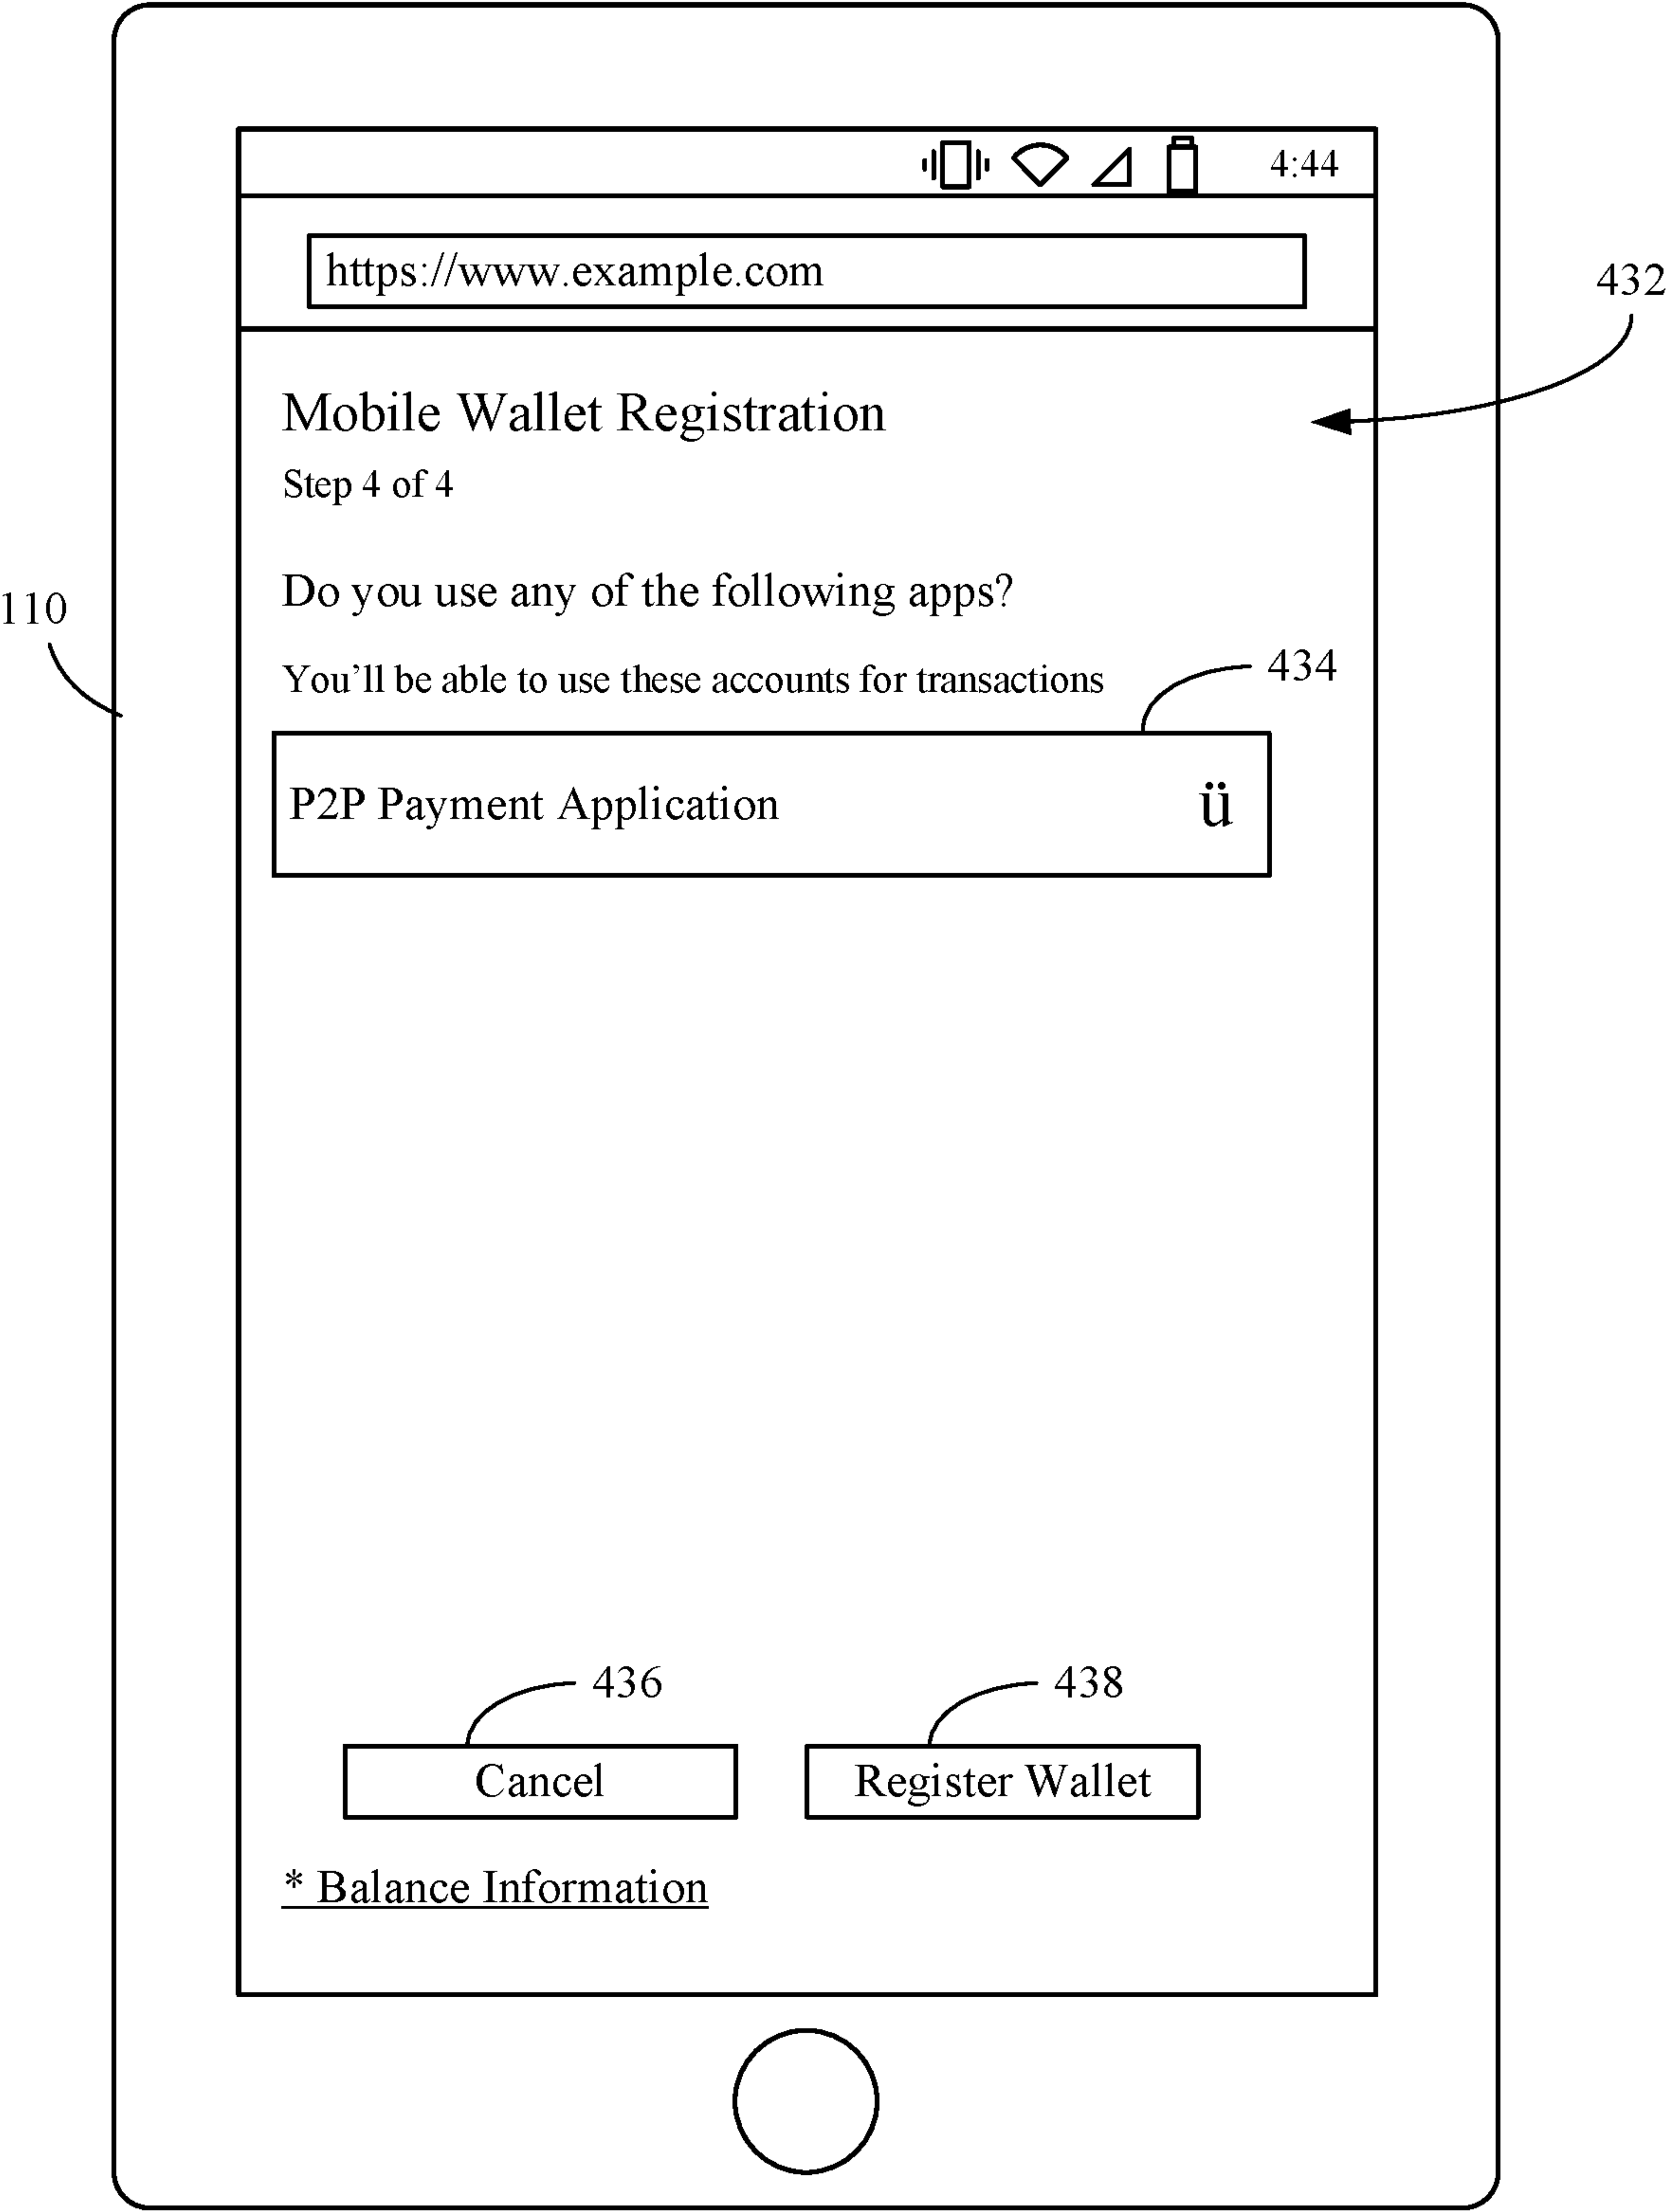 4:44
https://www.example.com
432
Mobile Wallet Registration
Step 4 of 4
Do you use any of the following apps?
110
You’ll be able to use these accounts for transactions
434
P2P Payment Application ü
436
438
Cancel
Register Wallet
* Balance Information